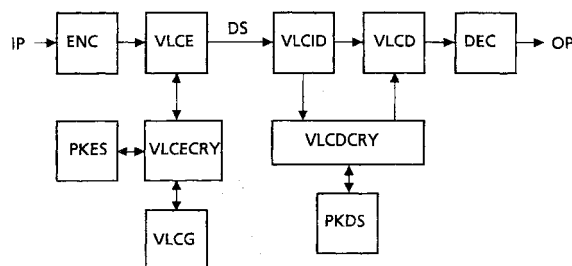 IP ENC VLCE DS VLCID VLCD DEC OP
PKES VLCECRY VLCDCRY
VLCG PKDS